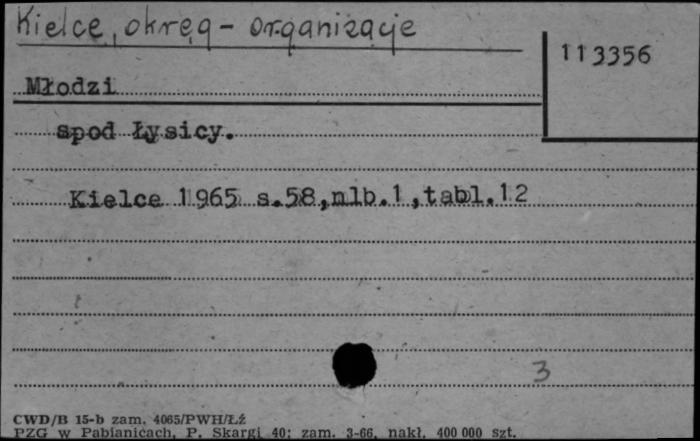 Kielce, okręg - organizacje
113356
Młodzi
spod Łysicy.
Kielce 1965 s.58,nlb.1,tabl.12
3
CWD/B 15-b zam. 4065/PWH/Łź
PZG w Pabianicach, P. Skargi 40; zam. 3-66, nakł. 400 000 szt.